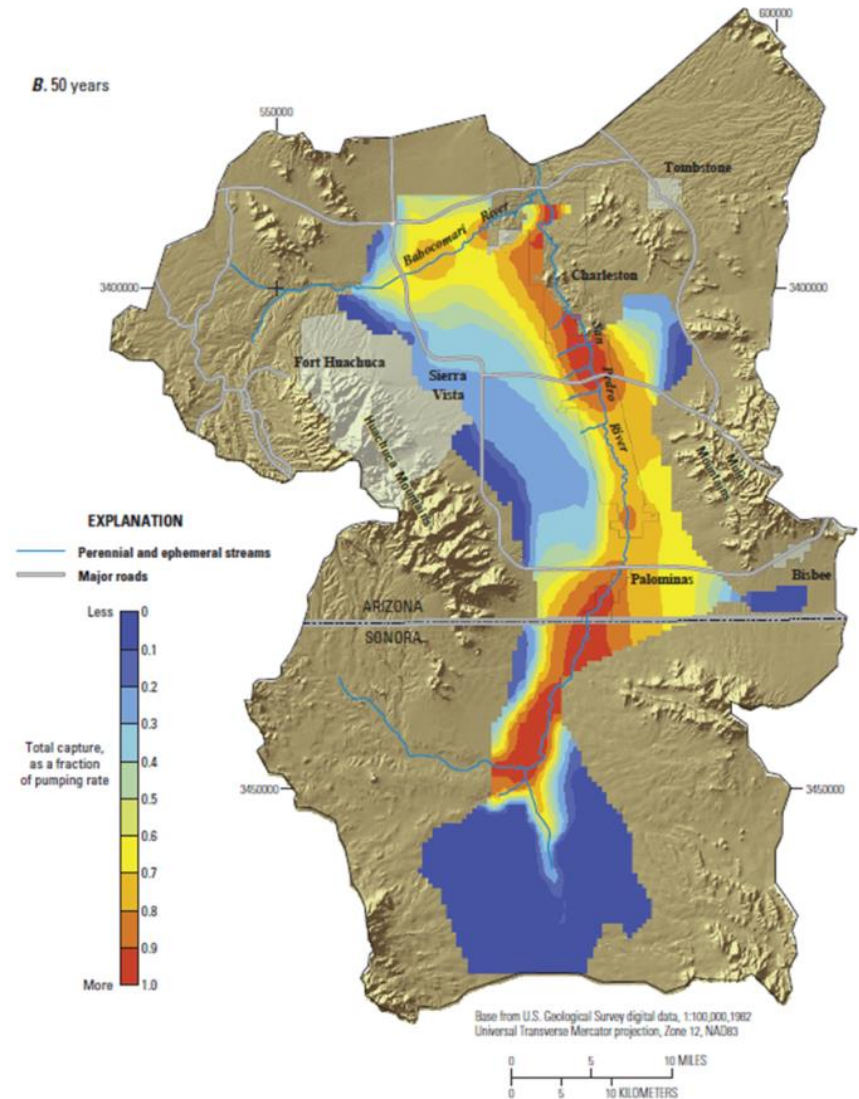 B. 50 years
600000
550000
Tombstone
Babocomari River
3400000
3400000
Charleston
San Pedro River
Fort Huachuca
Sierra
Vista
Huachuca Mountains
Mule Mountains
EXPLANATION
Perennial and ephemeral streams
Major roads
Palominas
Bisbee
Less
0
0.1
0.2
0.3
0.4
0.5
0.6
0.7
0.8
0.9
1.0
More
Total capture,
as a fraction
of pumping rate
ARIZONA
SONORA
3450000
3450000
Base from U.S. Geological Survey digital data, 1:100,000,1982
Universal Transverse Mercator projection, Zone 12, NAD83
0 5 10 MILES
0 5 10 KILOMETERS